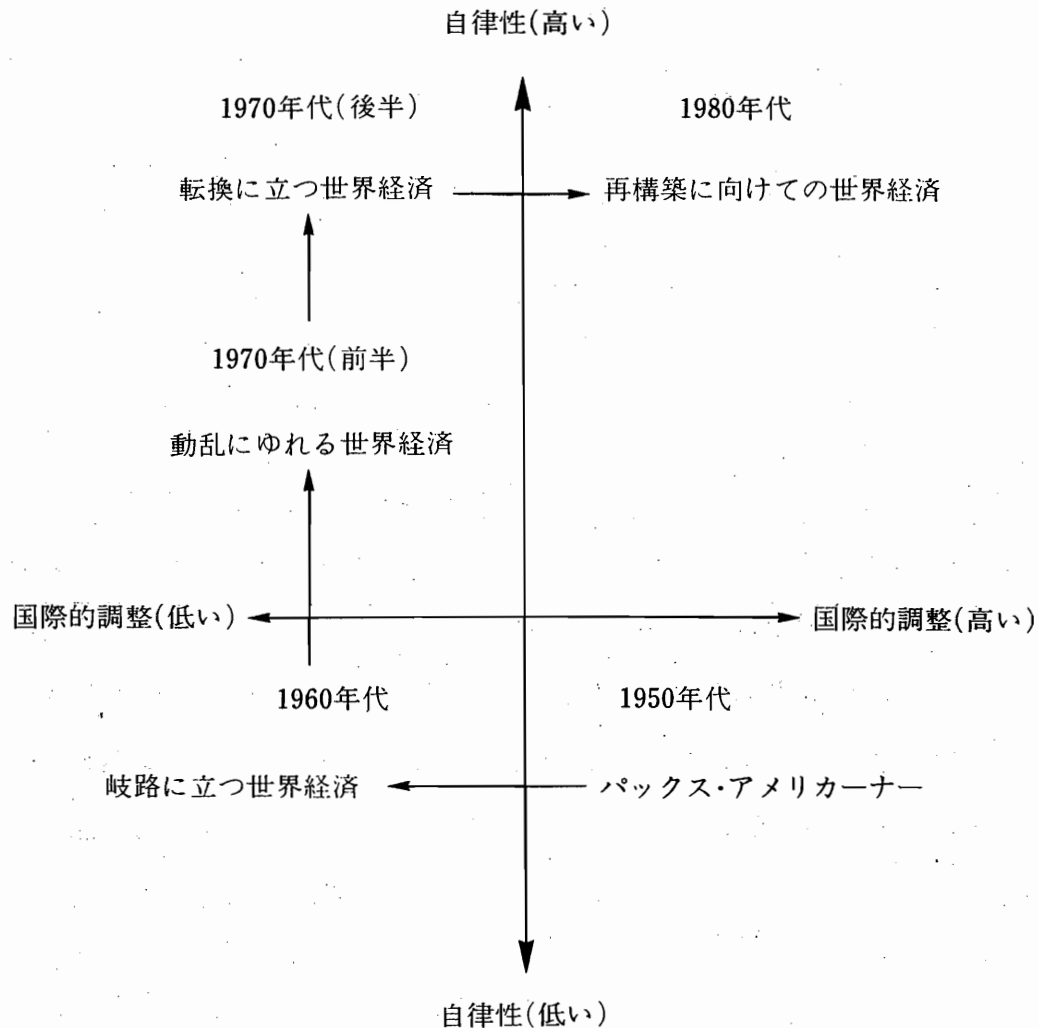 自律性(高い)
1970年代(後半)
1980年代
転換に立つ世界経済
再構築に向けての世界経済
1970年代(前半)
動乱にゆれる世界経済
国際的調整(低い)
国際的調整(高い)
1960年代
1950年代
岐路に立つ世界経済
パックス・アメリカーナー
自律性(低い)